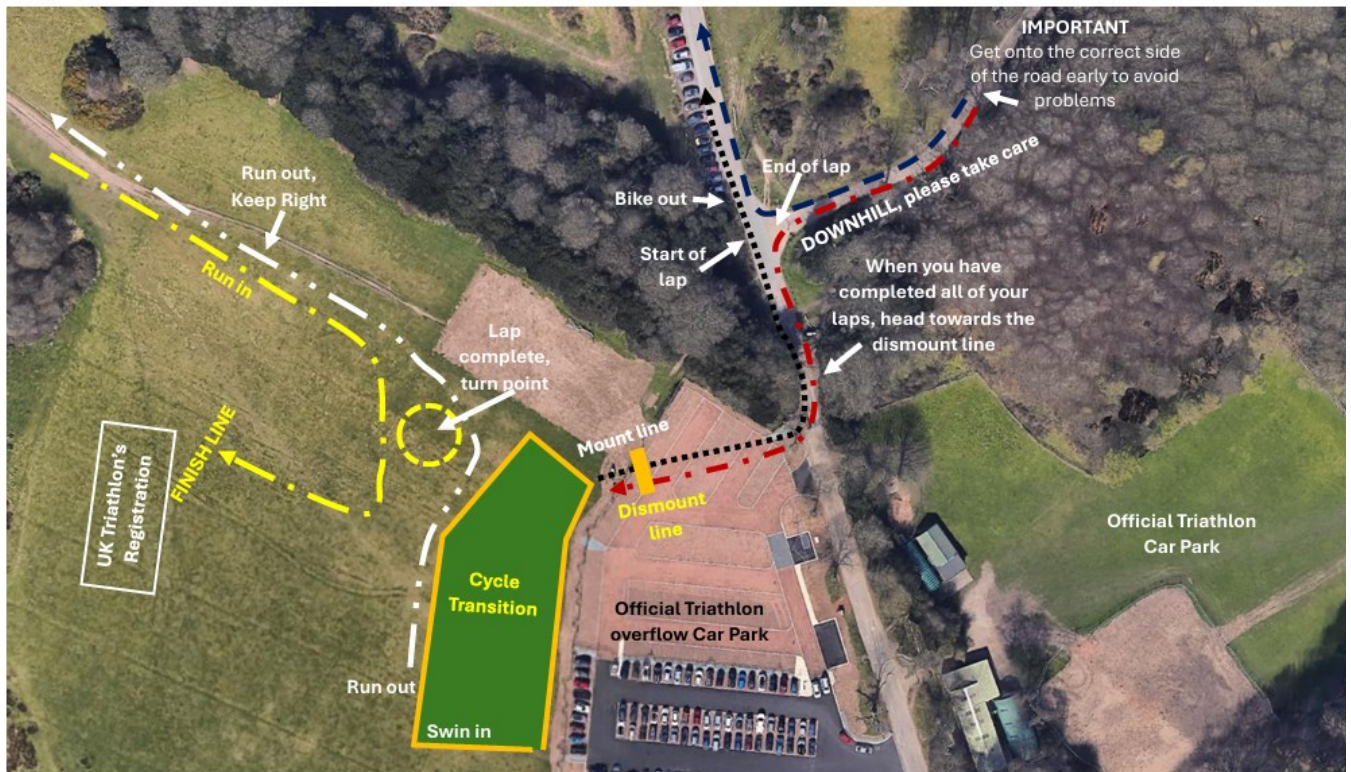 IMPORTANT
Get onto the correct side
of the road early to avoid
problems
Run out,
Keep Right
End of lap
Bike out
DOWNHILL, please take care
Start of
lap
Run in
When you have
completed all of your
laps, head towards the
dismount line
Lap
complete,
turn point
FINISH LINE
UK Triathlon's
Registration
Mount line
Dismount
line
Official Triathlon
Car Park
Cycle
Transition
Official Triathlon
overflow Car Park
Run out
Swin in